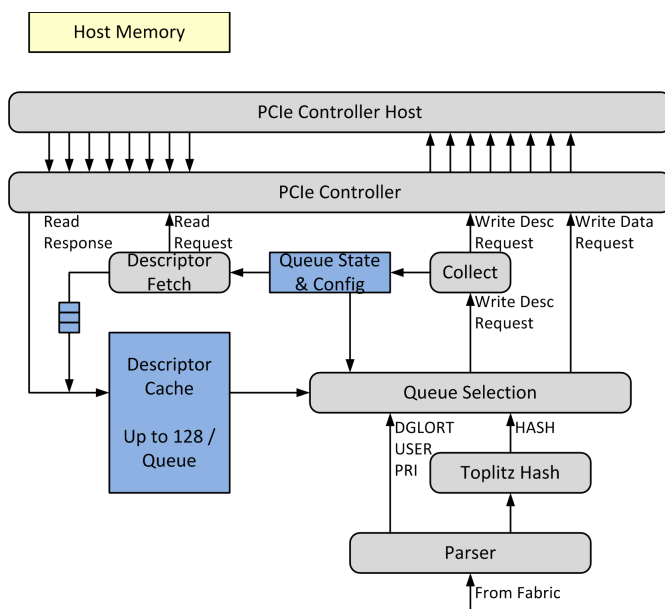 Host Memory
PCIe Controller Host
PCIe Controller
Read
Response
Read
Request
Write Desc
Request
Write Data
Request
Descriptor
Fetch
Queue State
& Config
Collect
Write Desc
Request
Descriptor
Cache
Up to 128 /
Queue
Queue Selection
DGLORT
USER
PRI
HASH
Toplitz Hash
Parser
From Fabric